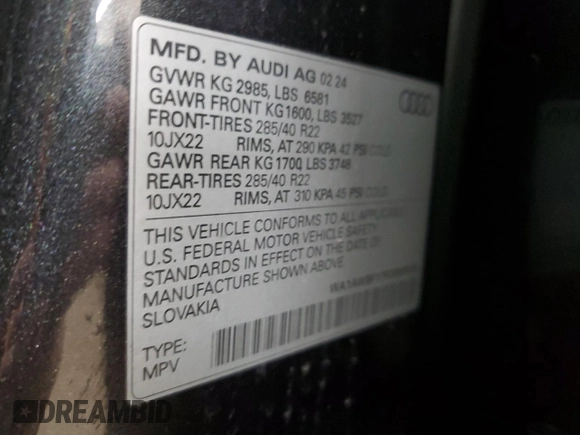 MFD. BY AUDI AG 02 24
GVWR KG 2985, LBS 6581
GAWR FRONT KG1600, LBS 3527
FRONT-TIRES 285/40 R22
10JX22 RIMS, AT 290 KPA 42 PSI COLD
GAWR REAR KG1700, LBS 3748
REAR-TIRES 285/40 R22
10JX22 RIMS, AT 310 KPA 45 PSI COLD
THIS VEHICLE CONFORMS TO ALL APPLICABLE
U.S. FEDERAL MOTOR VEHICLE SAFETY
STANDARDS IN EFFECT ON THE DATE OF
MANUFACTURE SHOWN ABOVE.
SLOVAKIA
TYPE:
MPV
DREAMBID